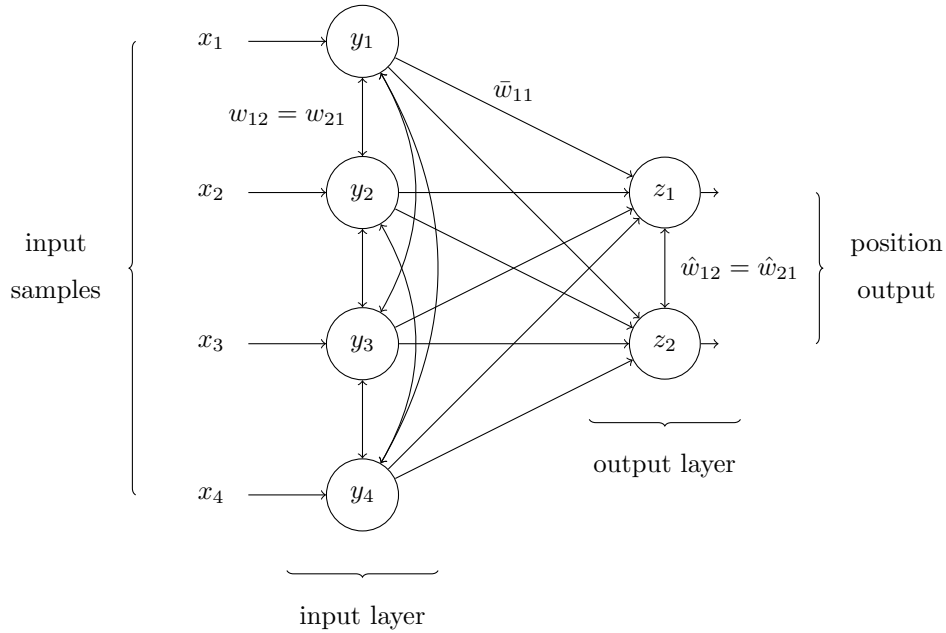 x₁
y₁
w̄₁₁
w₁₂ = w₂₁
x₂
y₂
z₁
input
samples
ŵ₁₂ = ŵ₂₁
position
output
x₃
y₃
z₂
output layer
x₄
y₄
input layer